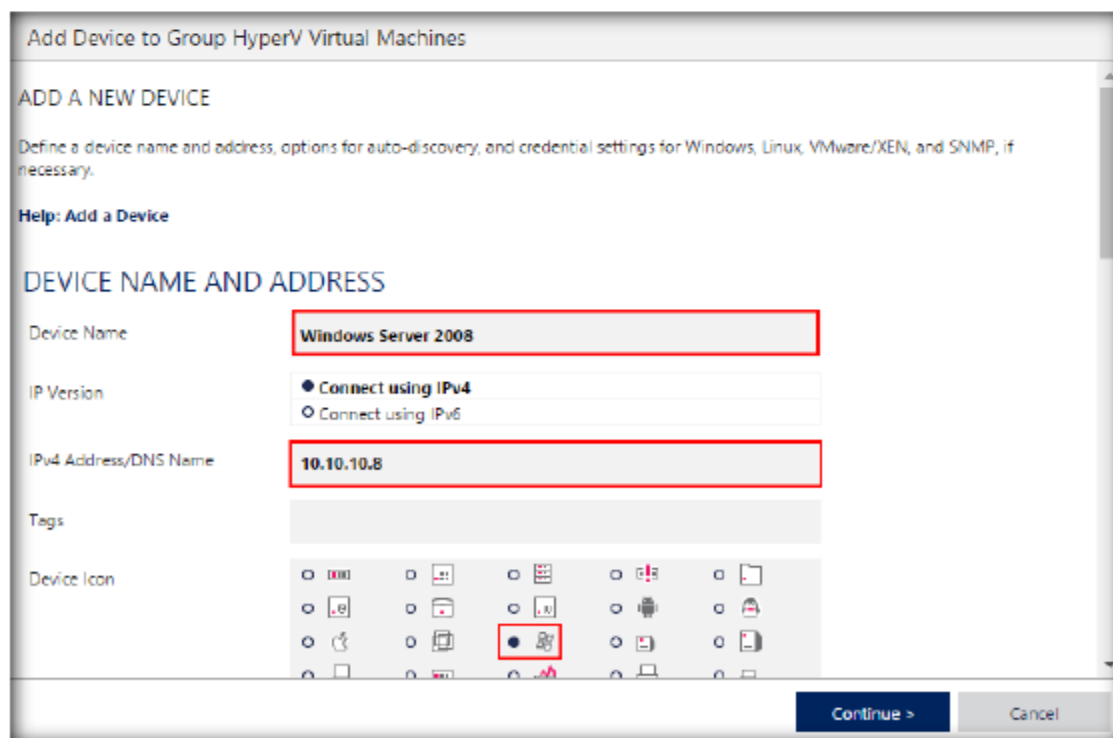 Add Device to Group HyperV Virtual Machines
ADD A NEW DEVICE
Define a device name and address, options for auto-discovery, and credential settings for Windows, Linux, VMware/XEN, and SNMP, if
necessary.
Help: Add a Device
DEVICE NAME AND ADDRESS
Device Name
Windows Server 2008
IP Version
Connect using IPv4
Connect using IPv6
IPv4 Address/DNS Name
10.10.10.8
Tags
Device Icon
Continue >
Cancel